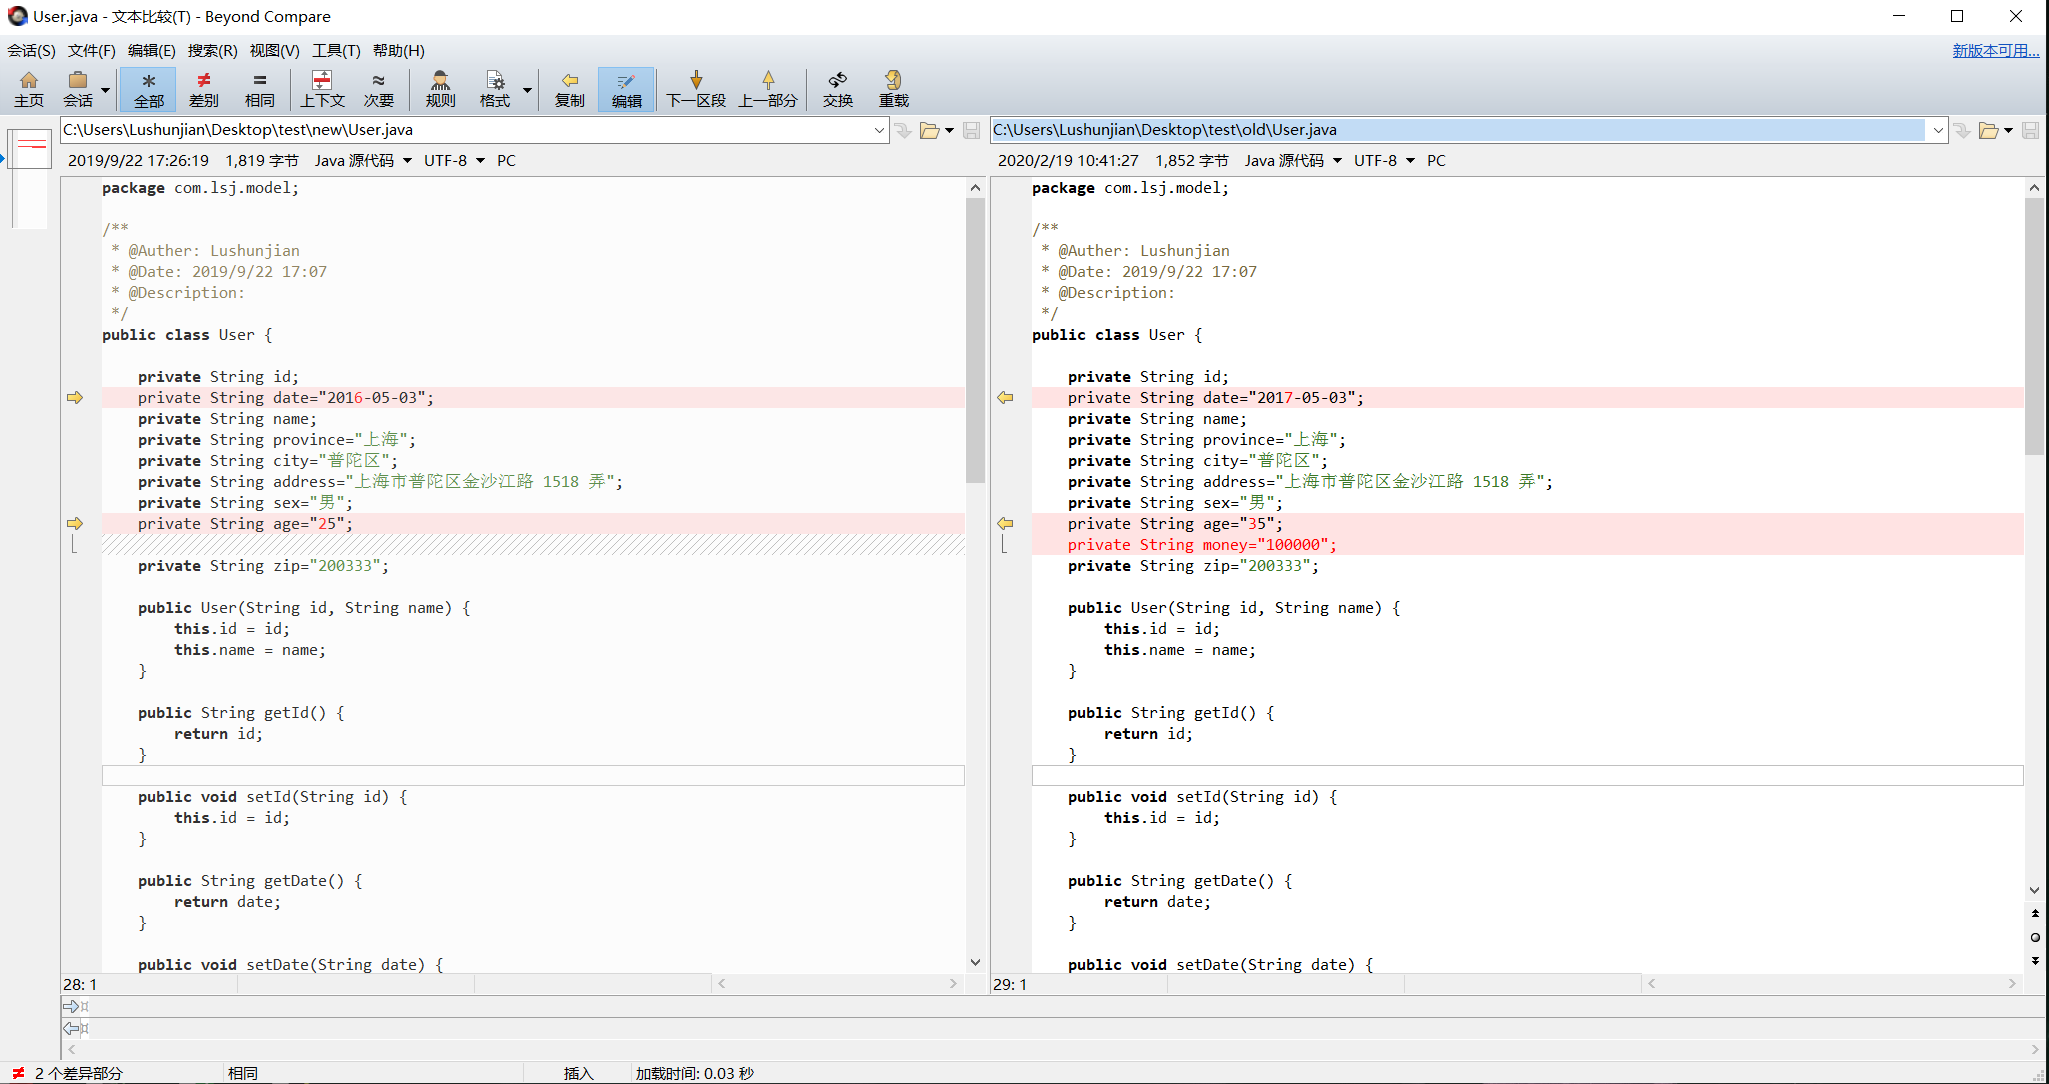 User.java - 文本比较(T) - Beyond Compare
会话(S) 文件(F) 编辑(E) 搜索(R) 视图(V) 工具(T) 帮助(H) 新版本可用...
主页 会话 全部 差别 相同 上下文 次要 规则 格式 复制 编辑 下一区段 上一部分 交换 重载
C:\Users\Lushunjian\Desktop\test\new\User.java
2019/9/22 17:26:19 1,819 字节 Java 源代码 UTF-8 PC
package com.lsj.model;
/**
* @Auther: Lushunjian
* @Date: 2019/9/22 17:07
* @Description:
*/
public class User {
private String id;
private String date="2016-05-03";
private String name;
private String province="上海";
private String city="普陀区";
private String address="上海市普陀区金沙江路 1518 弄";
private String sex="男";
private String age="25";
private String zip="200333";
public User(String id, String name) {
this.id = id;
this.name = name;
}
public String getId() {
return id;
}
public void setId(String id) {
this.id = id;
}
public String getDate() {
return date;
}
public void setDate(String date) {
28: 1
C:\Users\Lushunjian\Desktop\test\old\User.java
2020/2/19 10:41:27 1,852 字节 Java 源代码 UTF-8 PC
package com.lsj.model;
/**
* @Auther: Lushunjian
* @Date: 2019/9/22 17:07
* @Description:
*/
public class User {
private String id;
private String date="2017-05-03";
private String name;
private String province="上海";
private String city="普陀区";
private String address="上海市普陀区金沙江路 1518 弄";
private String sex="男";
private String age="35";
private String money="100000";
private String zip="200333";
public User(String id, String name) {
this.id = id;
this.name = name;
}
public String getId() {
return id;
}
public void setId(String id) {
this.id = id;
}
public String getDate() {
return date;
}
public void setDate(String date) {
29: 1
2 个差异部分 相同 插入 加载时间: 0.03 秒